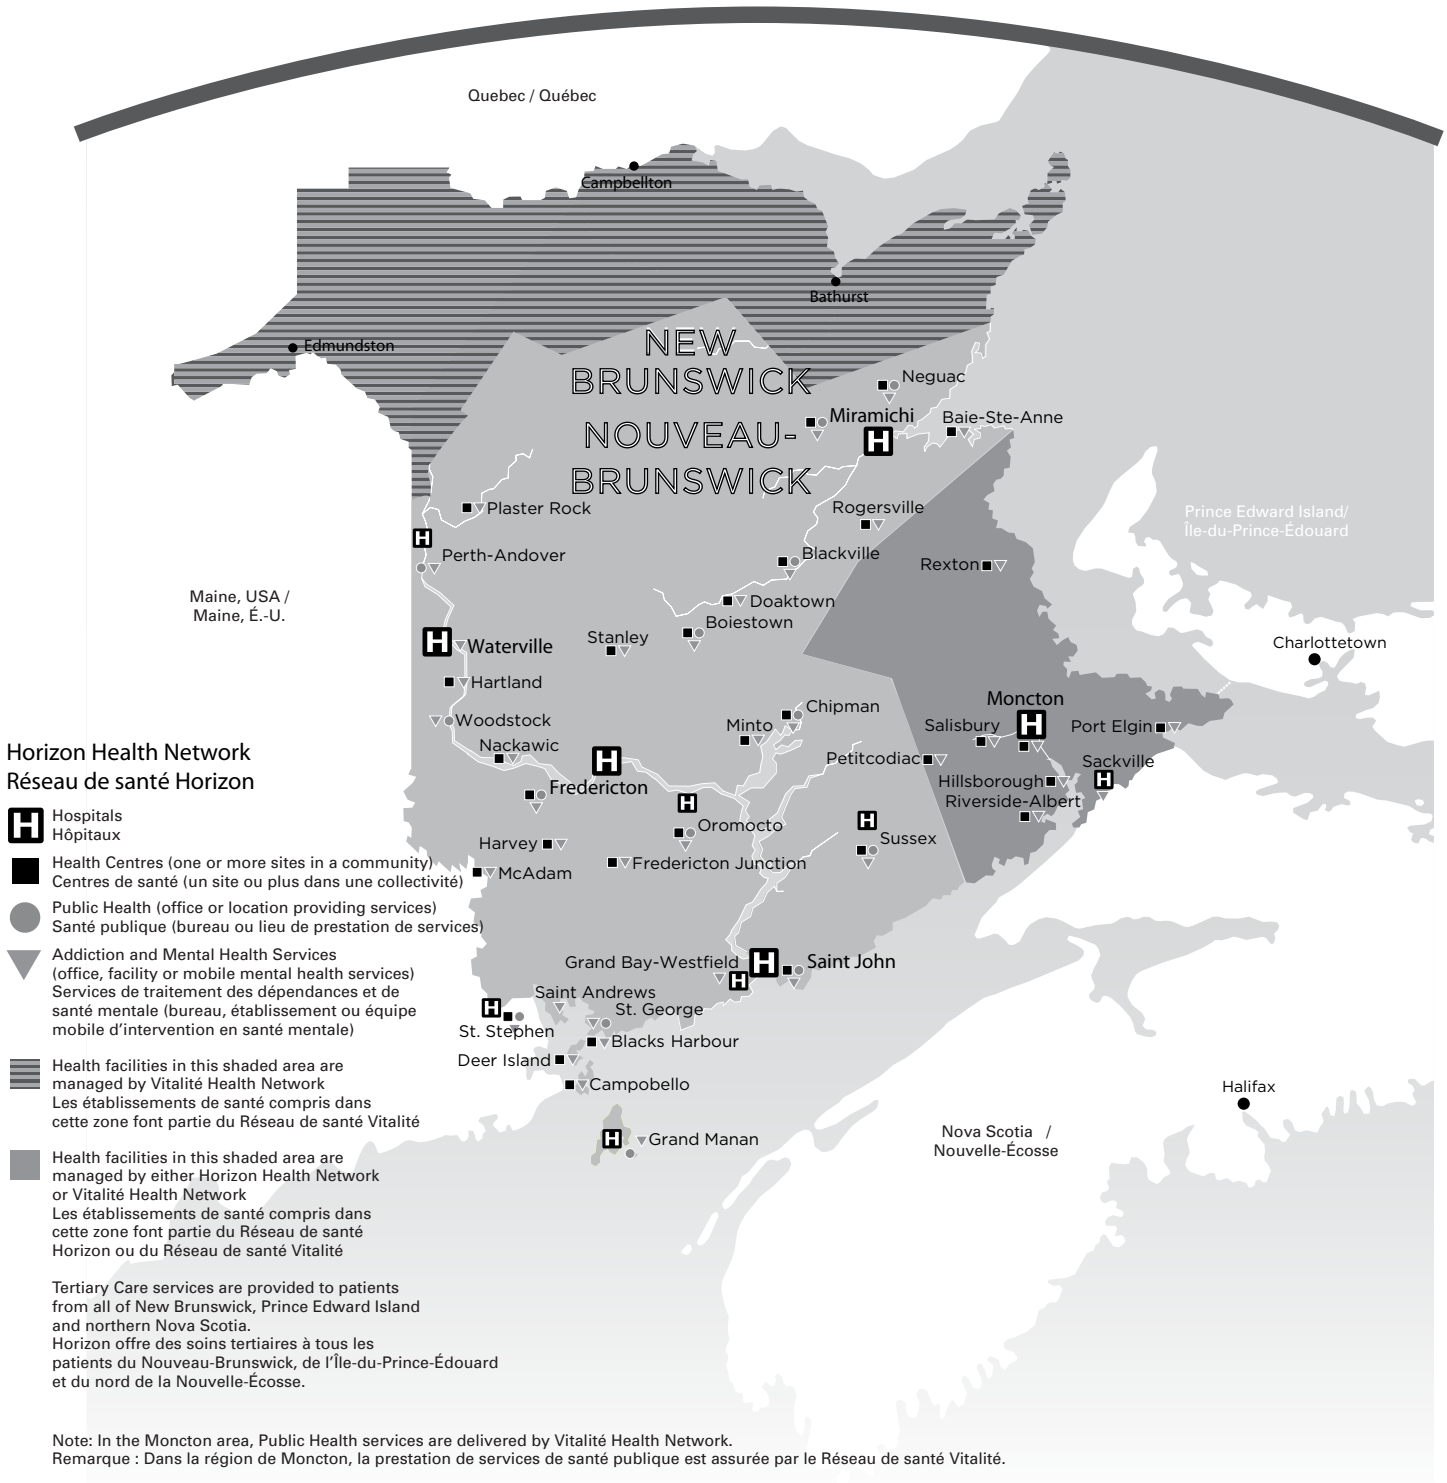 Quebec / Québec
Campbellton
Bathurst
Edmundston
NEW
BRUNSWICK
NOUVEAU-
BRUNSWICK
Neguac
Miramichi
H
Baie-Ste-Anne
Plaster Rock
Rogersville
Prince Edward Island/
Île-du-Prince-Édouard
H
Perth-Andover
Blackville
Rexton
Maine, USA /
Maine, É.-U.
Doaktown
Boiestown
Stanley
H
Waterville
Charlottetown
Hartland
Moncton
H
Chipman
Woodstock
Minto
Salisbury
Port Elgin
Nackawic
Petitcodiac
Sackville
H
H
Fredericton
Hillsborough
Riverside-Albert
H
Oromocto
H
Sussex
Harvey
Fredericton Junction
McAdam
Grand Bay-Westfield
H
H
Saint John
Saint Andrews
H
St. George
St. Stephen
Blacks Harbour
Deer Island
Campobello
Halifax
H
Grand Manan
Nova Scotia /
Nouvelle-Écosse
Horizon Health Network
Réseau de santé Horizon
H
Hospitals
Hôpitaux
Health Centres (one or more sites in a community)
Centres de santé (un site ou plus dans une collectivité)
Public Health (office or location providing services)
Santé publique (bureau ou lieu de prestation de services)
Addiction and Mental Health Services
(office, facility or mobile mental health services)
Services de traitement des dépendances et de
santé mentale (bureau, établissement ou équipe
mobile d’intervention en santé mentale)
Health facilities in this shaded area are
managed by Vitalité Health Network
Les établissements de santé compris dans
cette zone font partie du Réseau de santé Vitalité
Health facilities in this shaded area are
managed by either Horizon Health Network
or Vitalité Health Network
Les établissements de santé compris dans
cette zone font partie du Réseau de santé
Horizon ou du Réseau de santé Vitalité
Tertiary Care services are provided to patients
from all of New Brunswick, Prince Edward Island
and northern Nova Scotia.
Horizon offre des soins tertiaires à tous les
patients du Nouveau-Brunswick, de l’Île-du-Prince-Édouard
et du nord de la Nouvelle-Écosse.
Note: In the Moncton area, Public Health services are delivered by Vitalité Health Network.
Remarque : Dans la région de Moncton, la prestation de services de santé publique est assurée par le Réseau de santé Vitalité.